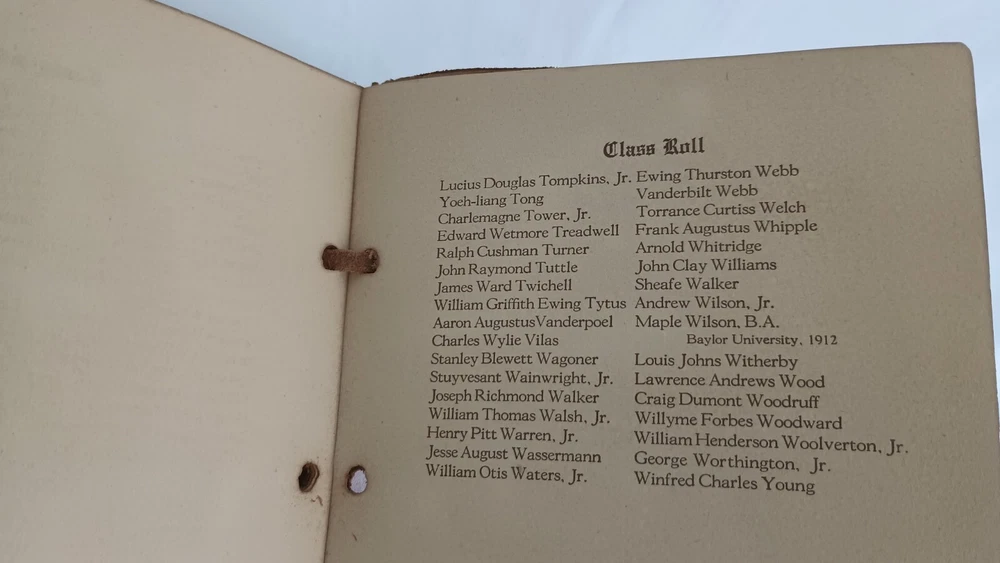 Class Roll
Lucius Douglas Tompkins, Jr.
Yoeh-liang Tong
Charlemagne Tower, Jr.
Edward Wetmore Treadwell
Ralph Cushman Turner
John Raymond Tuttle
James Ward Twichell
William Griffith Ewing Tytus
Aaron AugustusVanderpoel
Charles Wylie Vilas
Stanley Blewett Wagoner
Stuyvesant Wainwright, Jr.
Joseph Richmond Walker
William Thomas Walsh, Jr.
Henry Pitt Warren, Jr.
Jesse August Wassermann
William Otis Waters, Jr.
Ewing Thurston Webb
Vanderbilt Webb
Torrance Curtiss Welch
Frank Augustus Whipple
Arnold Whitridge
John Clay Williams
Sheafe Walker
Andrew Wilson, Jr.
Maple Wilson, B.A.
Baylor University, 1912
Louis Johns Witherby
Lawrence Andrews Wood
Craig Dumont Woodruff
Willyme Forbes Woodward
William Henderson Woolverton, Jr.
George Worthington, Jr.
Winfred Charles Young